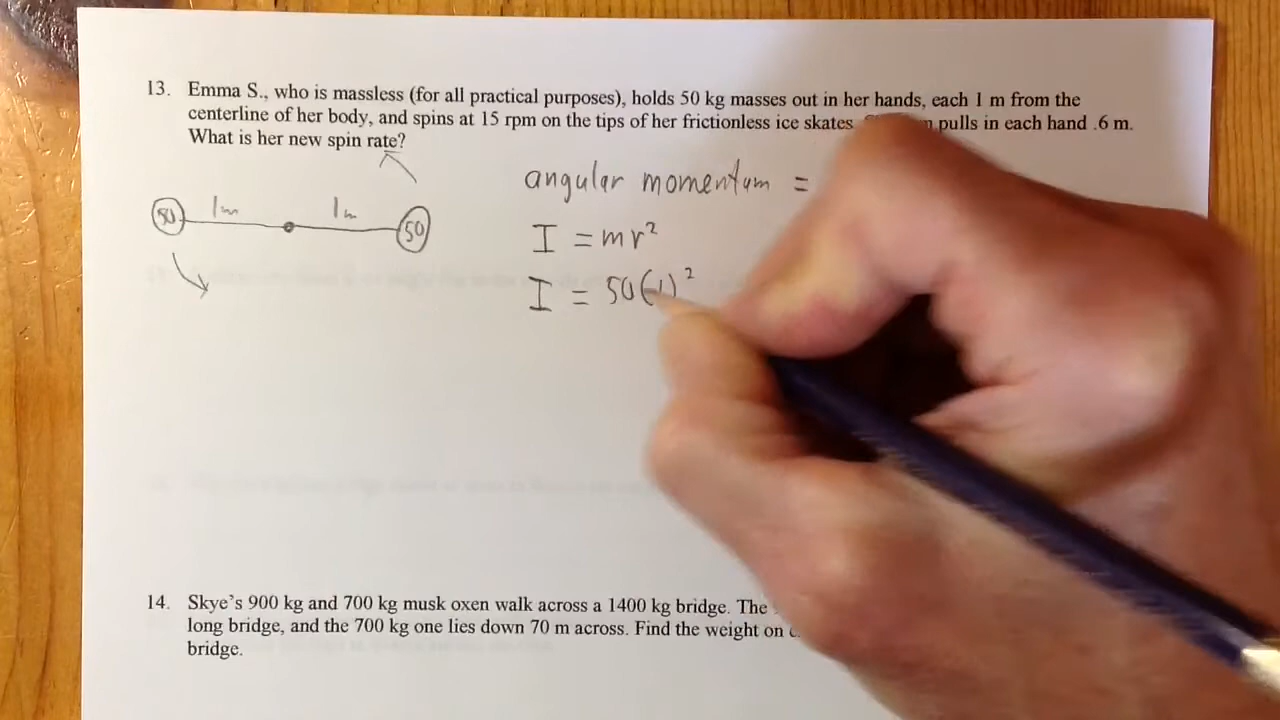 13. Emma S., who is massless (for all practical purposes), holds 50 kg masses out in her hands, each 1 m from the
centerline of her body, and spins at 15 rpm on the tips of her frictionless ice skates. pulls in each hand .6 m.
What is her new spin rate?
angular momentum =
1m 1m
50 50
I = mr²
I = 50(1)²
14. Skye's 900 kg and 700 kg musk oxen walk across a 1400 kg bridge. The
long bridge, and the 700 kg one lies down 70 m across. Find the weight on
bridge.